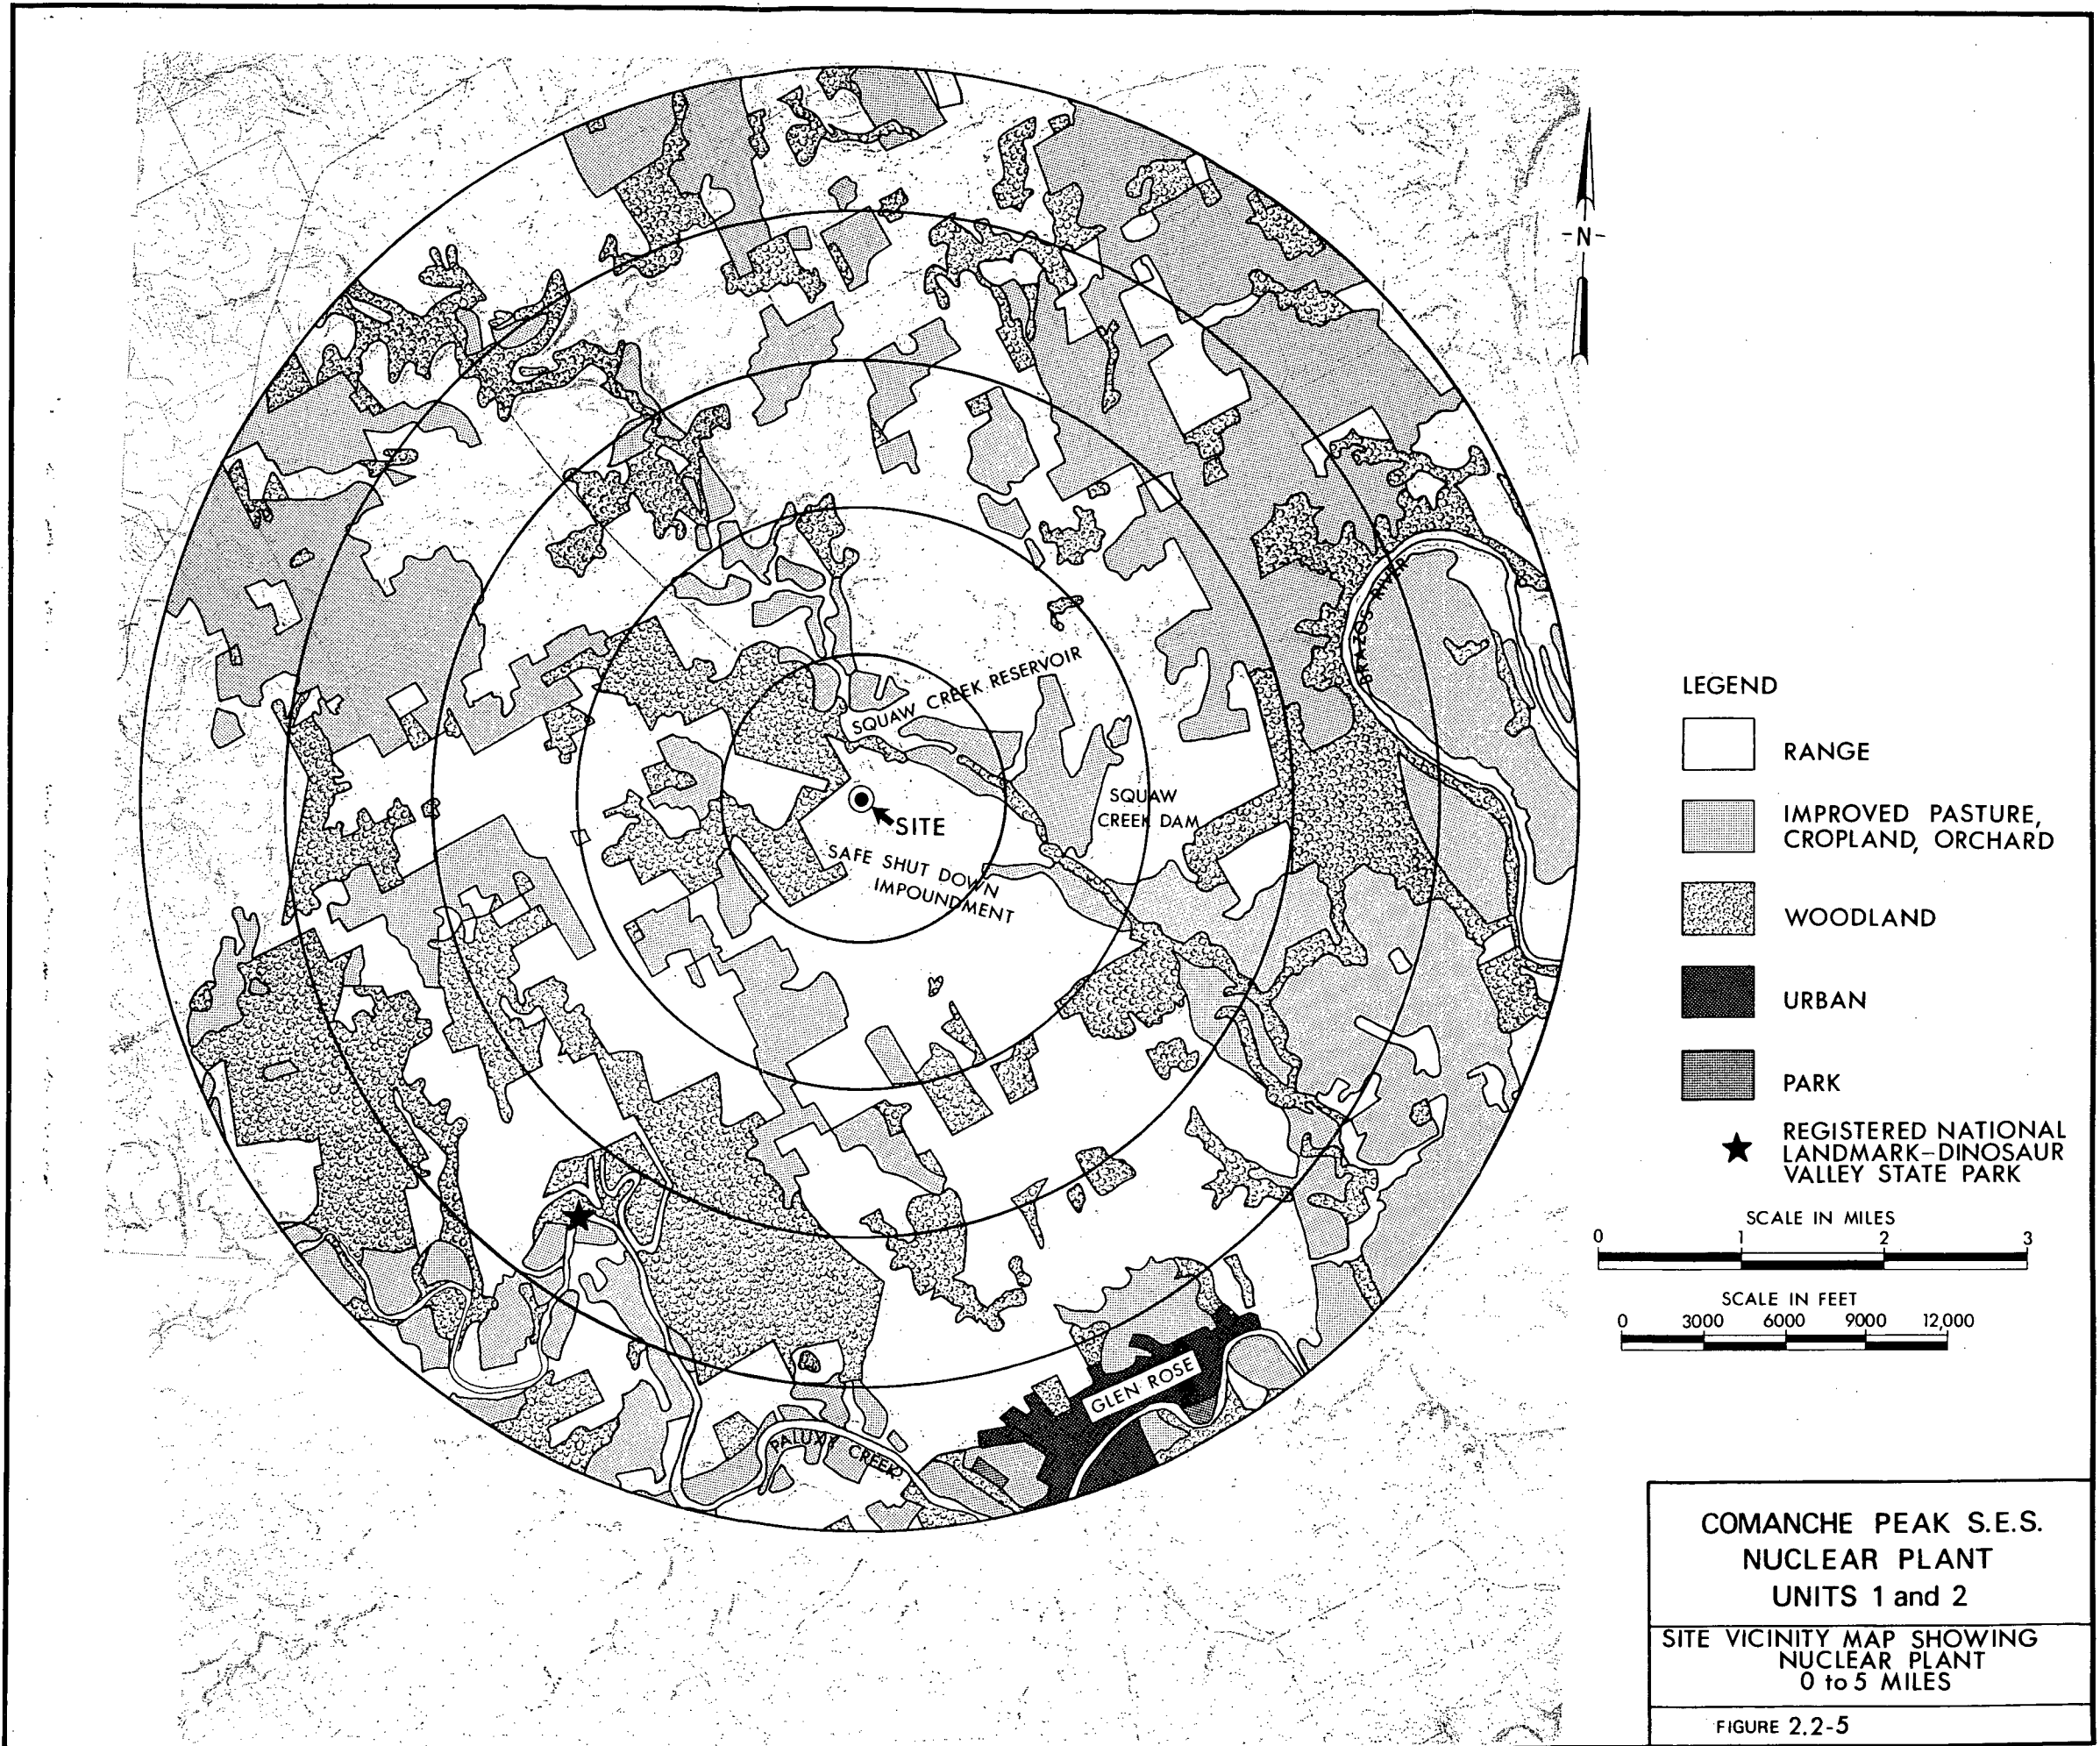 -N-
BRAZOS RIVER
SQUAW CREEK RESERVOIR
SQUAW
CREEK DAM
SITE
SAFE SHUT DOWN
IMPOUNDMENT
GLEN ROSE
PALUXY CREEK
LEGEND
RANGE
IMPROVED PASTURE,
CROPLAND, ORCHARD
WOODLAND
URBAN
PARK
REGISTERED NATIONAL
LANDMARK-DINOSAUR
VALLEY STATE PARK
SCALE IN MILES
0 1 2 3
SCALE IN FEET
0 3000 6000 9000 12,000
COMANCHE PEAK S.E.S.
NUCLEAR PLANT
UNITS 1 and 2
SITE VICINITY MAP SHOWING
NUCLEAR PLANT
0 to 5 MILES
FIGURE 2.2-5